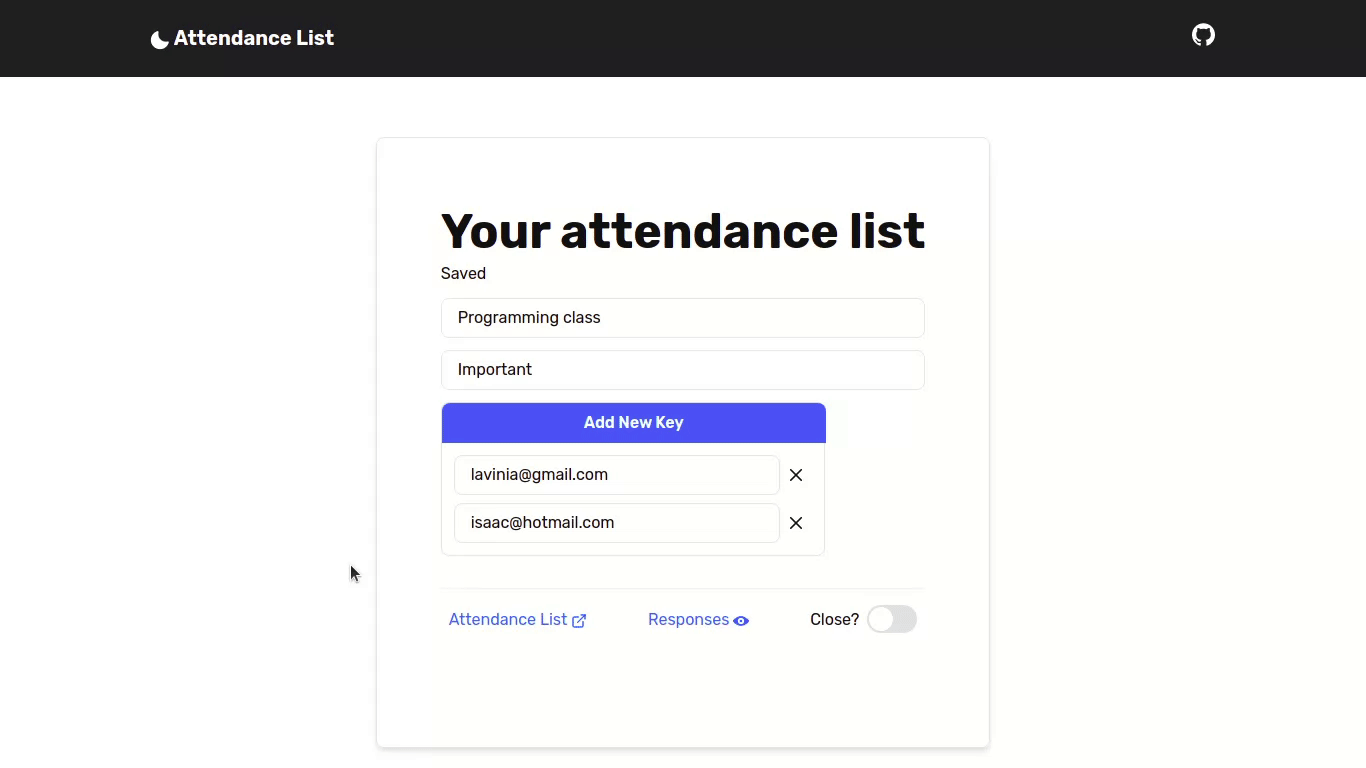 Attendance List
Your attendance list
Saved
Programming class
Important
Add New Key
lavinia@gmail.com
isaac@hotmail.com
Attendance List Responses Close?